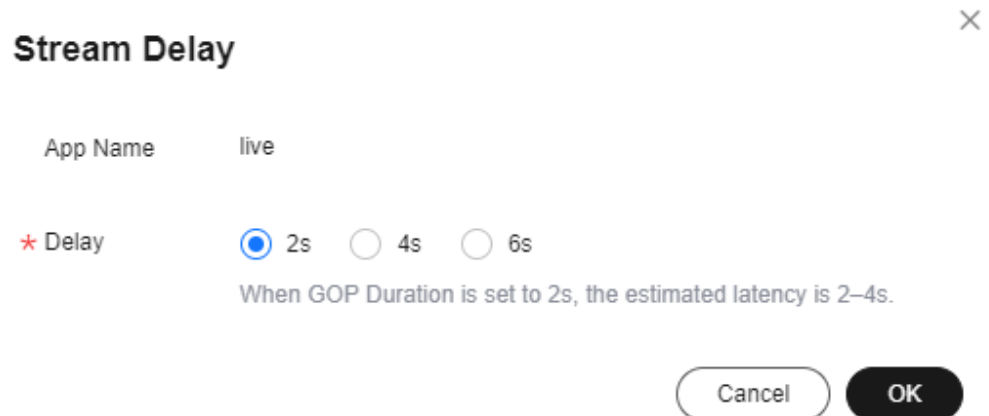 Stream Delay
App Name live
* Delay 2s 4s 6s
When GOP Duration is set to 2s, the estimated latency is 2–4s.
Cancel OK